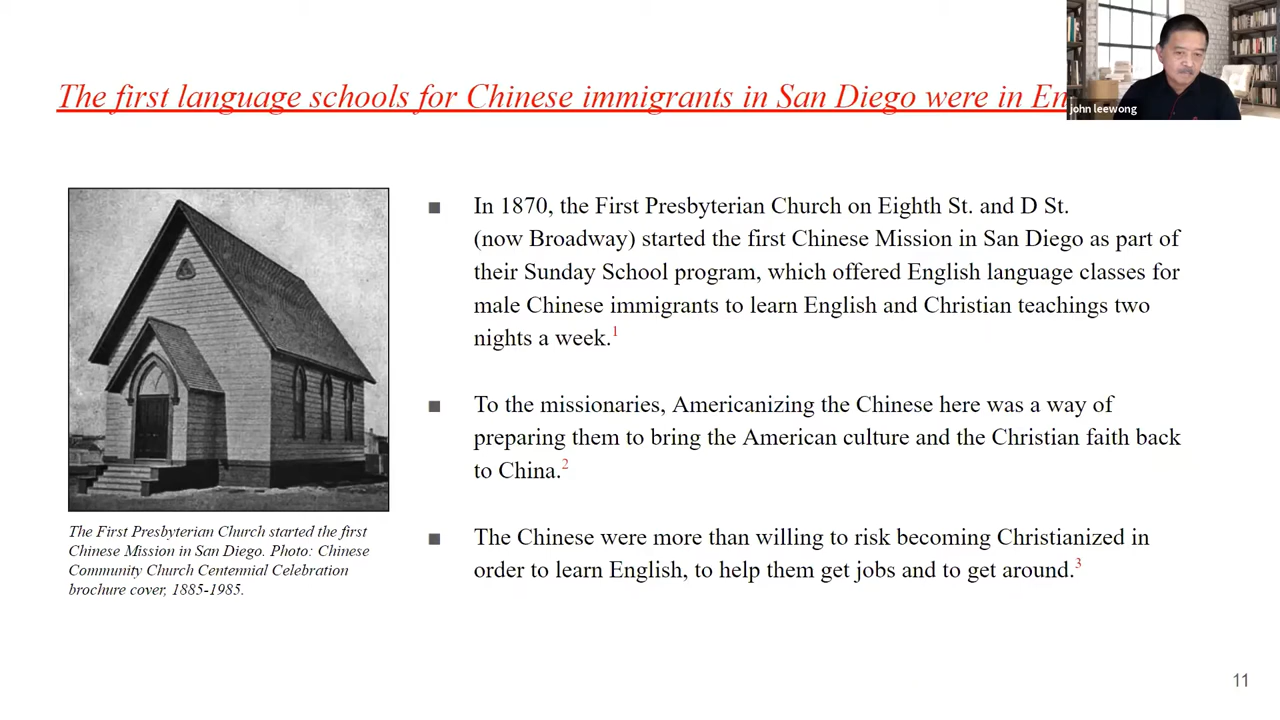 The first language schools for Chinese immigrants in San Diego were in
john leewong
In 1870, the First Presbyterian Church on Eighth St. and D St.
(now Broadway) started the first Chinese Mission in San Diego as part of
their Sunday School program, which offered English language classes for
male Chinese immigrants to learn English and Christian teachings two
nights a week.1
To the missionaries, Americanizing the Chinese here was a way of
preparing them to bring the American culture and the Christian faith back
to China.2
The Chinese were more than willing to risk becoming Christianized in
order to learn English, to help them get jobs and to get around.3
The First Presbyterian Church started the first
Chinese Mission in San Diego. Photo: Chinese
Community Church Centennial Celebration
brochure cover, 1885-1985.
11